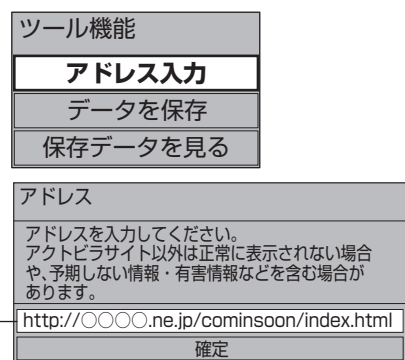 ツール機能
アドレス入力
データを保存
保存データを見る
アドレス
アドレスを入力してください。
アクトビラサイト以外は正常に表示されない場合
や、予期しない情報・有害情報などを含む場合が
あります。
http://○○○○.ne.jp/cominsoon/index.html
確定